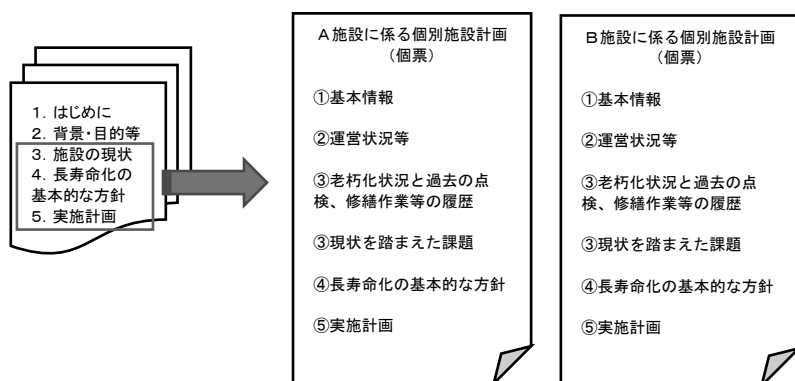 1. はじめに
2. 背景・目的等
3. 施設の現状
4. 長寿命化の
基本的な方針
5. 実施計画
A施設に係る個別施設計画
(個票)
①基本情報
②運営状況等
③老朽化状況と過去の点
検、修繕作業等の履歴
③現状を踏まえた課題
④長寿命化の基本的な方針
⑤実施計画
B施設に係る個別施設計画
(個票)
①基本情報
②運営状況等
③老朽化状況と過去の点
検、修繕作業等の履歴
③現状を踏まえた課題
④長寿命化の基本的な方針
⑤実施計画